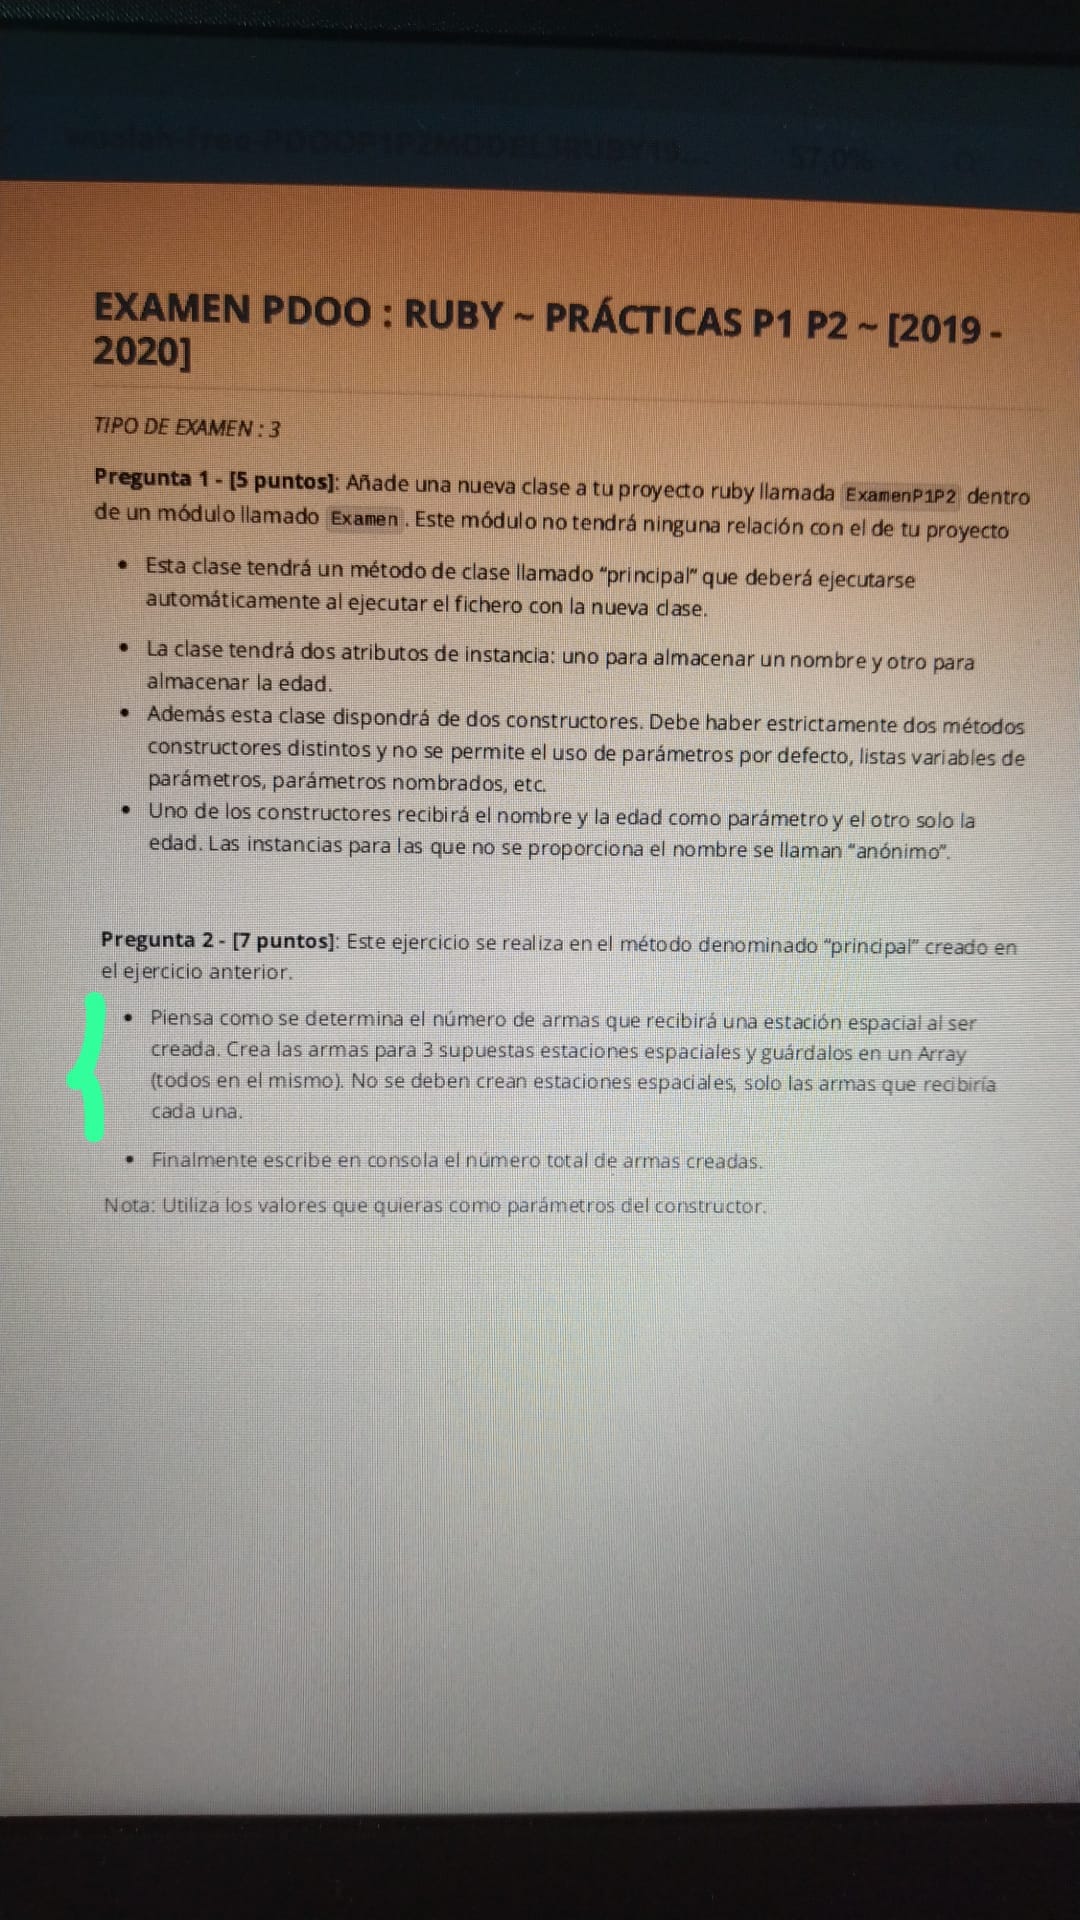 57,0%
EXAMEN PDOO : RUBY ~ PRÁCTICAS P1 P2 ~ [2019 -
2020]
TIPO DE EXAMEN : 3
Pregunta 1 - [5 puntos]: Añade una nueva clase a tu proyecto ruby llamada ExamenP1P2 dentro
de un módulo llamado Examen . Este módulo no tendrá ninguna relación con el de tu proyecto
• Esta clase tendrá un método de clase llamado “principal” que deberá ejecutarse
automáticamente al ejecutar el fichero con la nueva clase.
• La clase tendrá dos atributos de instancia: uno para almacenar un nombre y otro para
almacenar la edad.
• Además esta clase dispondrá de dos constructores. Debe haber estrictamente dos métodos
constructores distintos y no se permite el uso de parámetros por defecto, listas variables de
parámetros, parámetros nombrados, etc.
• Uno de los constructores recibirá el nombre y la edad como parámetro y el otro solo la
edad. Las instancias para las que no se proporciona el nombre se llaman “anónimo”.
Pregunta 2 - [7 puntos]: Este ejercicio se realiza en el método denominado “principal” creado en
el ejercicio anterior.
• Piensa como se determina el número de armas que recibirá una estación espacial al ser
creada. Crea las armas para 3 supuestas estaciones espaciales y guárdalos en un Array
(todos en el mismo). No se deben crean estaciones espaciales, solo las armas que recibiría
cada una.
• Finalmente escribe en consola el número total de armas creadas.
Nota: Utiliza los valores que quieras como parámetros del constructor.